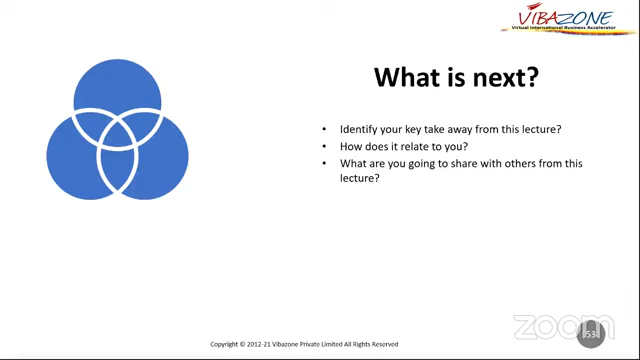 VIBAZONE
Virtual International Business Accelerator
What is next?
• Identify your key take away from this lecture?
• How does it relate to you?
• What are you going to share with others from this
lecture?
zoom
53
Copyright © 2012-21 Vibazone Private Limited All Rights Reserved